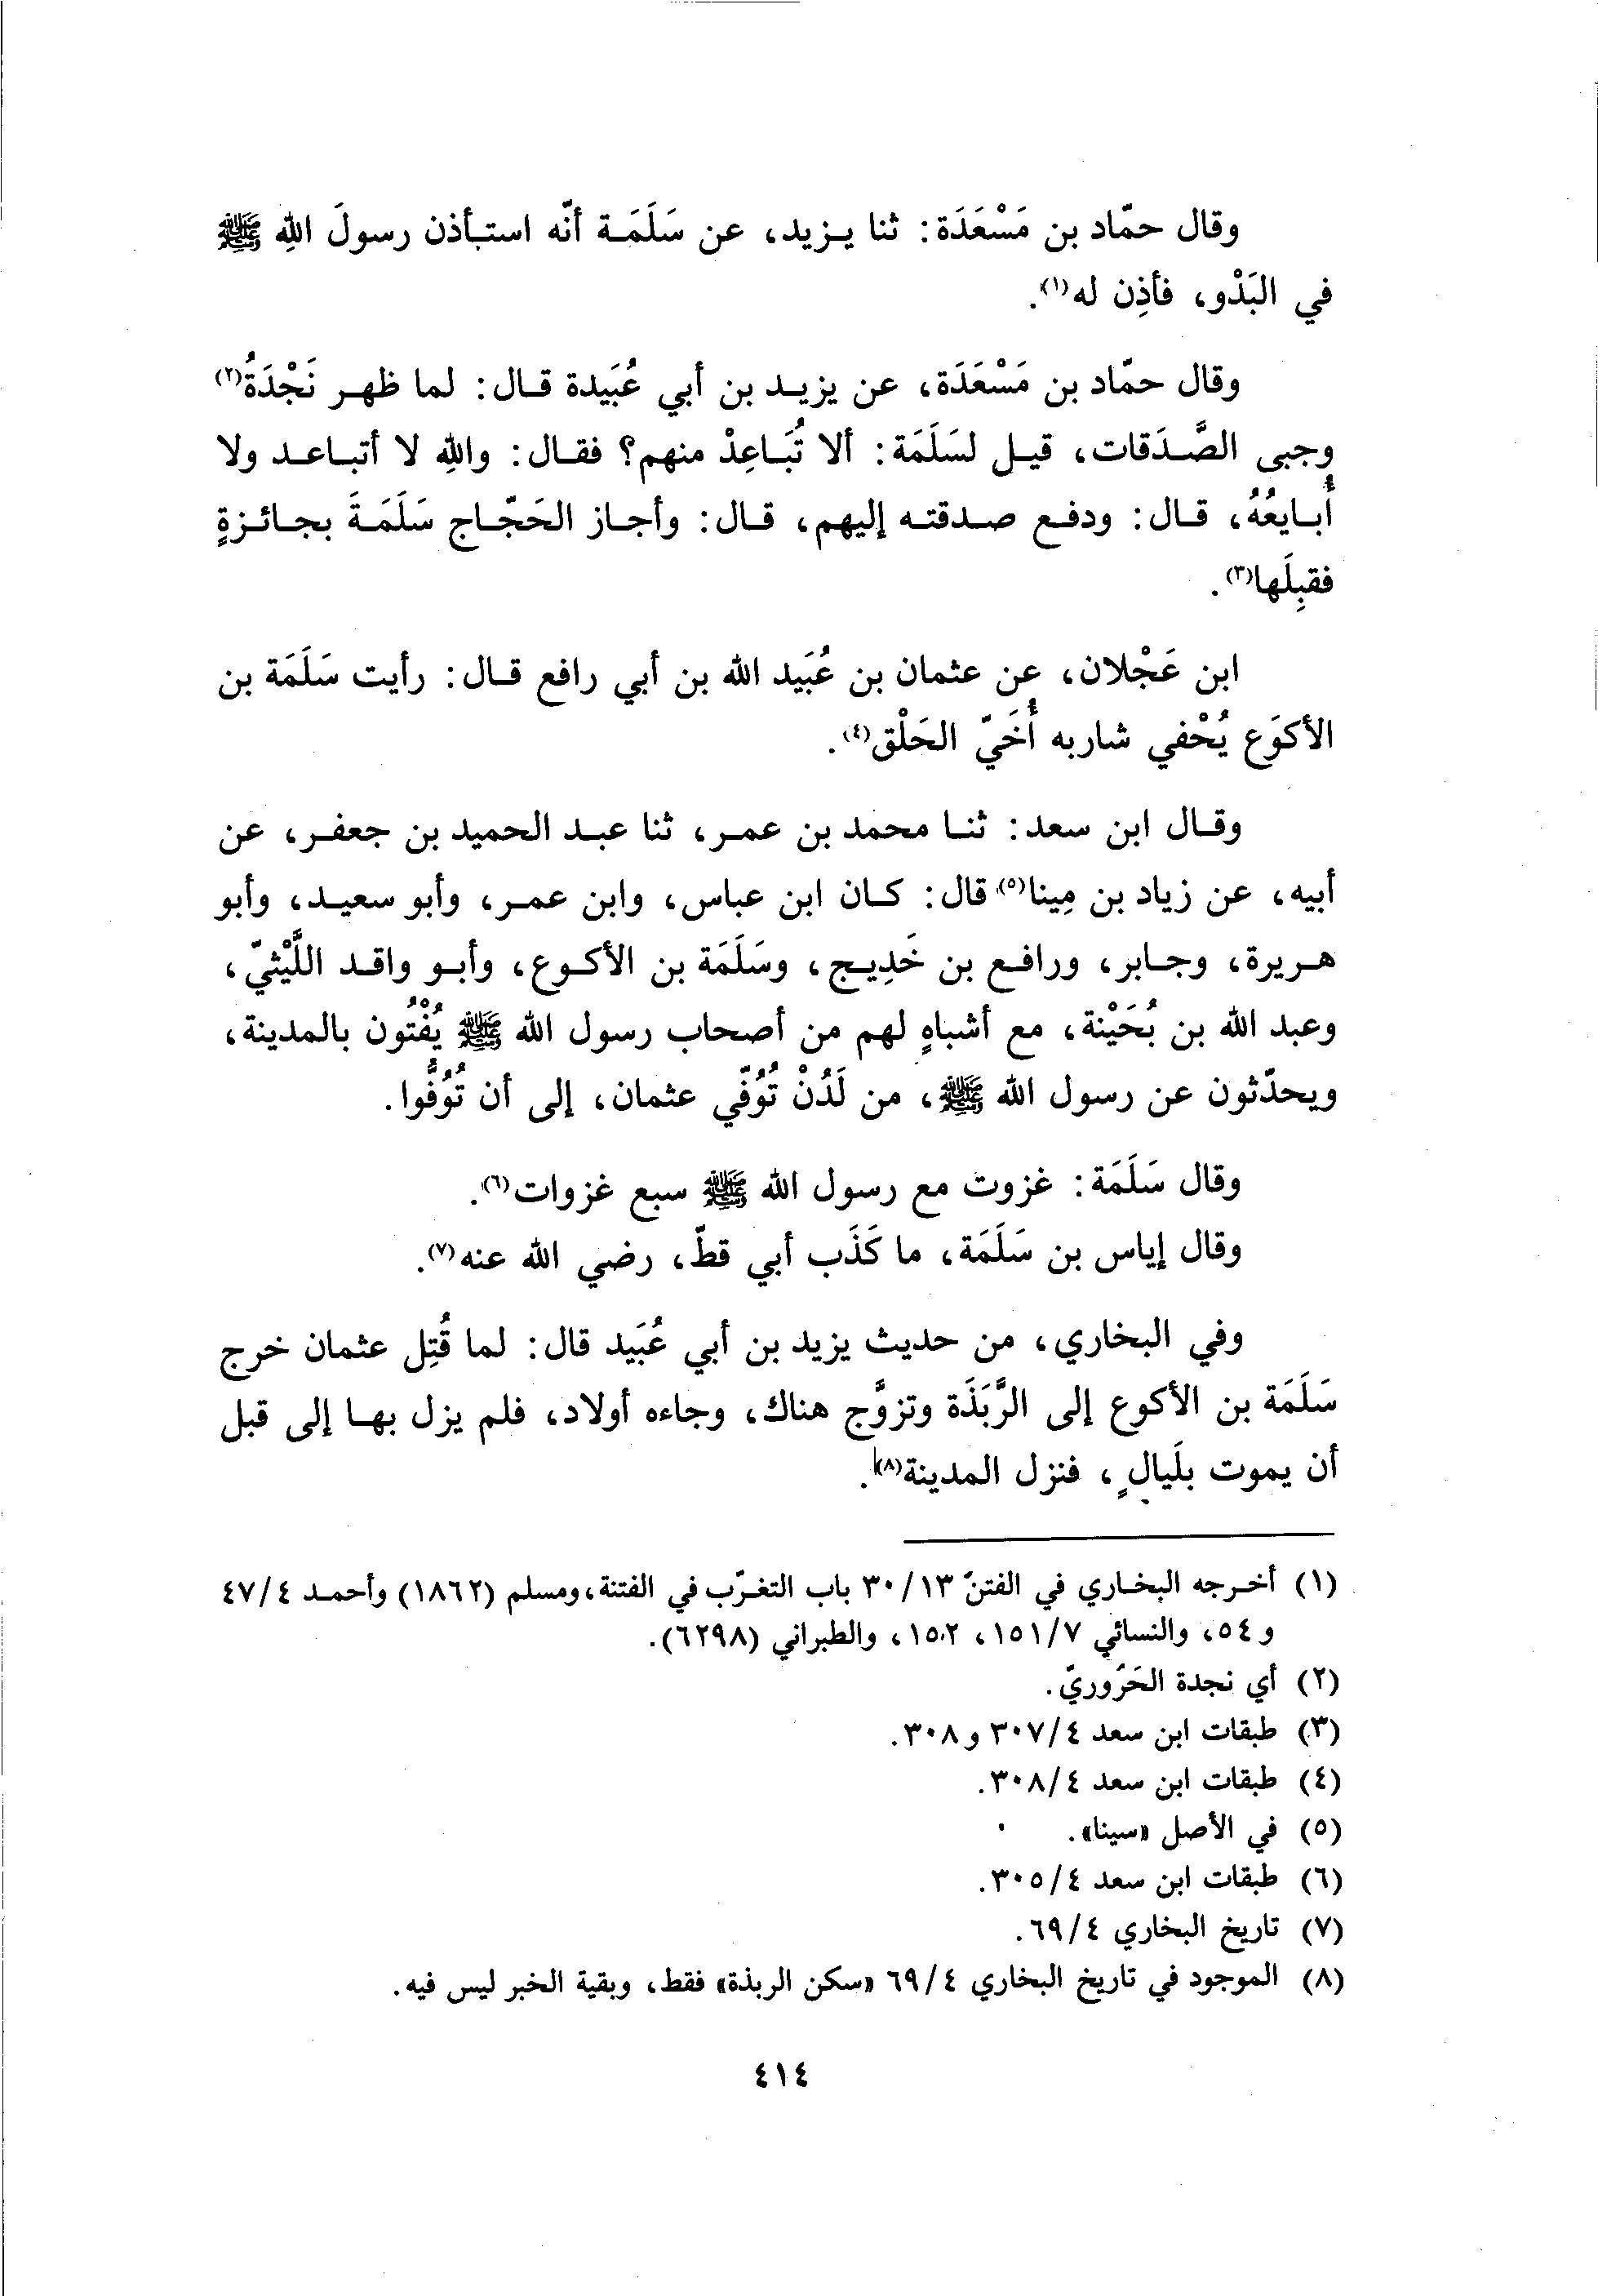 وقال حمّاد بن مَسْعَدَة: ثنا يزيد، عن سَلَمَة أنّه استأذن رسولَ اللهِ ﷺ
في البَدْو، فأذِن له(١).
وقال حمّاد بن مَسْعَدَة، عن يزيد بن أبي عُبَيدة قال: لما ظهر نَجْدَةُ(٢)
وجبى الصَّدَقات، قيل لسَلَمَة: ألا تُبَاعِدْ منهم؟ فقال: واللهِ لا أتباعد ولا
أُبايعُهُ، قال: ودفع صدقته إليهم، قال: وأجاز الحَجّاج سَلَمَةَ بجائزةٍ
فقبِلَها(٣).
ابن عَجْلان، عن عثمان بن عُبَيد الله بن أبي رافع قال: رأيت سَلَمَة بن
الأكوَع يُحْفي شاربه أُخَيّ الحَلْق(٤).
وقال ابن سعد: ثنا محمد بن عمر، ثنا عبد الحميد بن جعفر، عن
أبيه، عن زياد بن مِينا(٥) قال: كان ابن عباس، وابن عمر، وأبو سعيد، وأبو
هريرة، وجابر، ورافع بن خَدِيج، وسَلَمَة بن الأكوع، وأبو واقد اللَّيْثيّ،
وعبد الله بن بُحَيْنة، مع أشباهٍ لهم من أصحاب رسول الله ﷺ يُفْتُون بالمدينة،
ويحدّثون عن رسول الله ﷺ، من لَدُنْ تُوُفّي عثمان، إلى أن تُوُفُّوا.
وقال سَلَمَة: غزوت مع رسول الله ﷺ سبع غزوات(٦).
وقال إياس بن سَلَمَة، ما كَذَب أبي قطّ، رضي الله عنه(٧).
وفي البخاري، من حديث يزيد بن أبي عُبَيد قال: لما قُتِل عثمان خرج
سَلَمَة بن الأكوع إلى الرَّبَذَة وتزوَّج هناك، وجاءه أولاد، فلم يزل بها إلى قبل
أن يموت بلَيالٍ، فنزل المدينة(٨).
(١) أخرجه البخاري في الفتنّ ١٣/٣٠ باب التغرّب في الفتنة، ومسلم (١٨٦٢) وأحمد ٤/٤٧
و٥٤، والنسائي ٧/١٥١، ١٥٢، والطبراني (٦٢٩٨).
(٢) أي نجدة الحَرُوريّ.
(٣) طبقات ابن سعد ٤/٣٠٧ و٣٠٨.
(٤) طبقات ابن سعد ٤/٣٠٨.
(٥) في الأصل «سينا».
(٦) طبقات ابن سعد ٤/٣٠٥.
(٧) تاريخ البخاري ٤/٦٩.
(٨) الموجود في تاريخ البخاري ٤/٦٩ «سكن الربذة» فقط، وبقية الخبر ليس فيه.
٤١٤